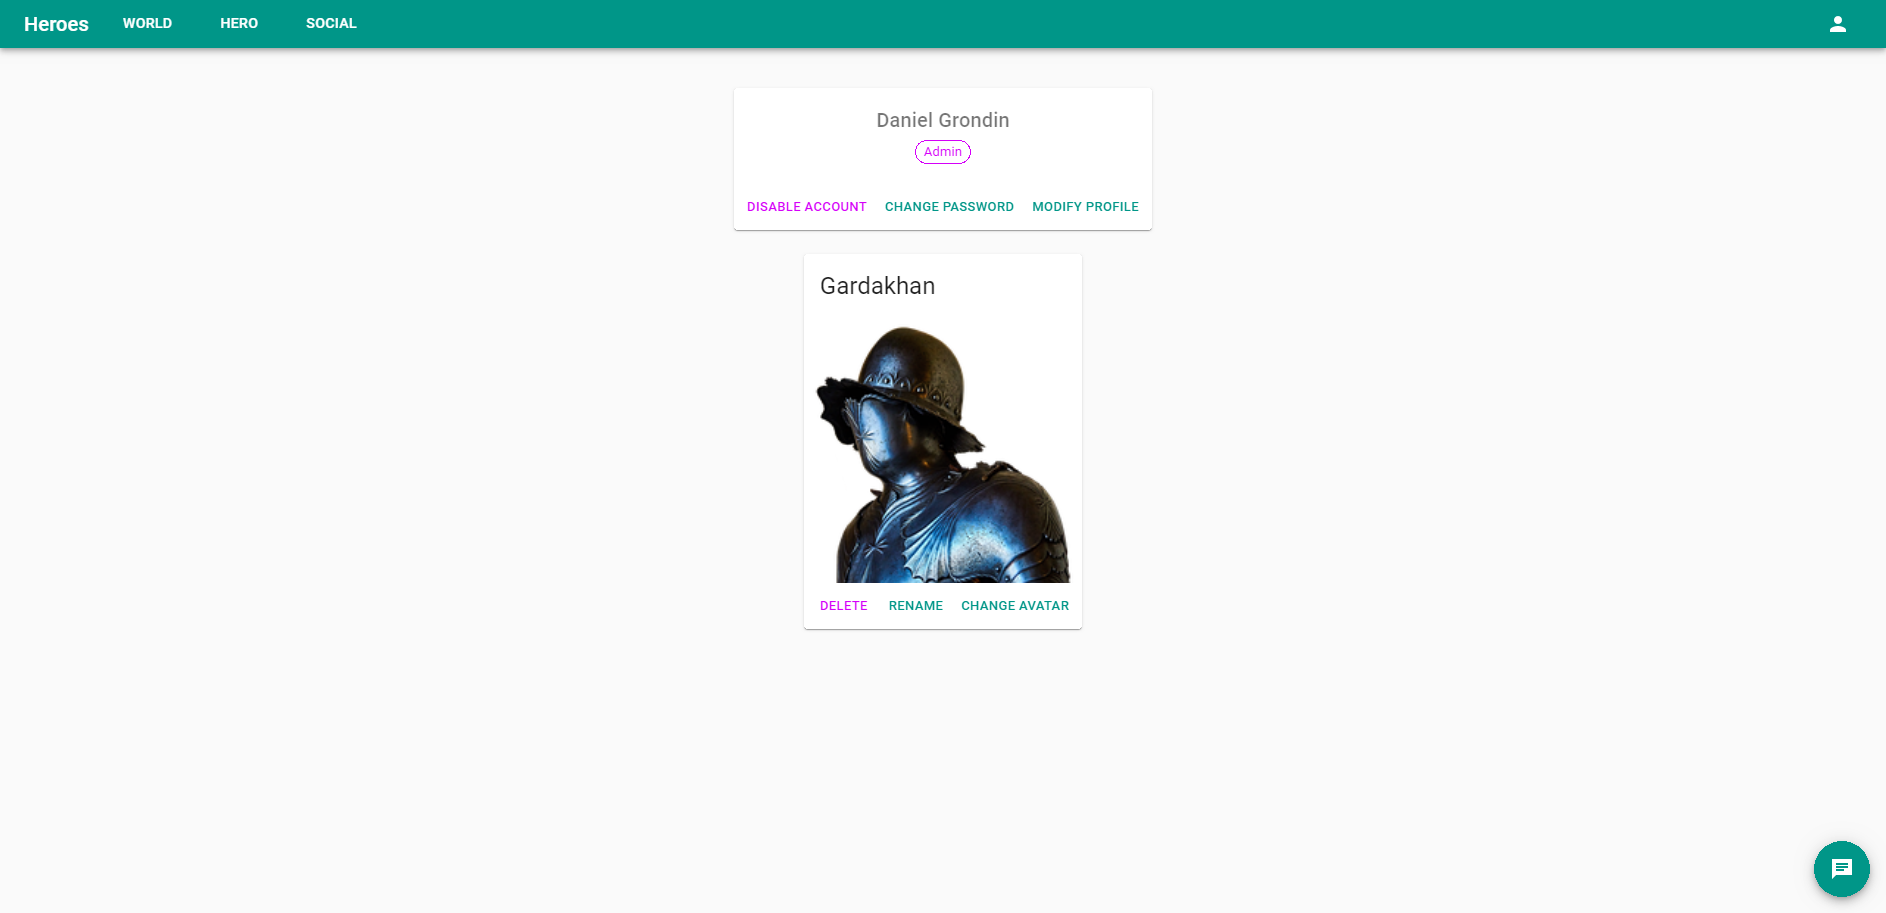 Heroes WORLD HERO SOCIAL
Daniel Grondin
Admin
DISABLE ACCOUNT CHANGE PASSWORD MODIFY PROFILE
Gardakhan
DELETE RENAME CHANGE AVATAR